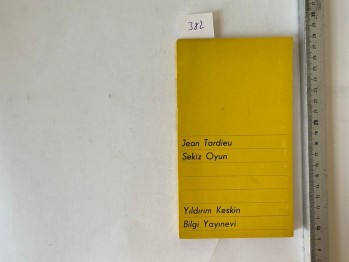 382
Jean Tardieu
Sekiz Oyun
Yıldırım Keskin
Bilgi Yayınevi